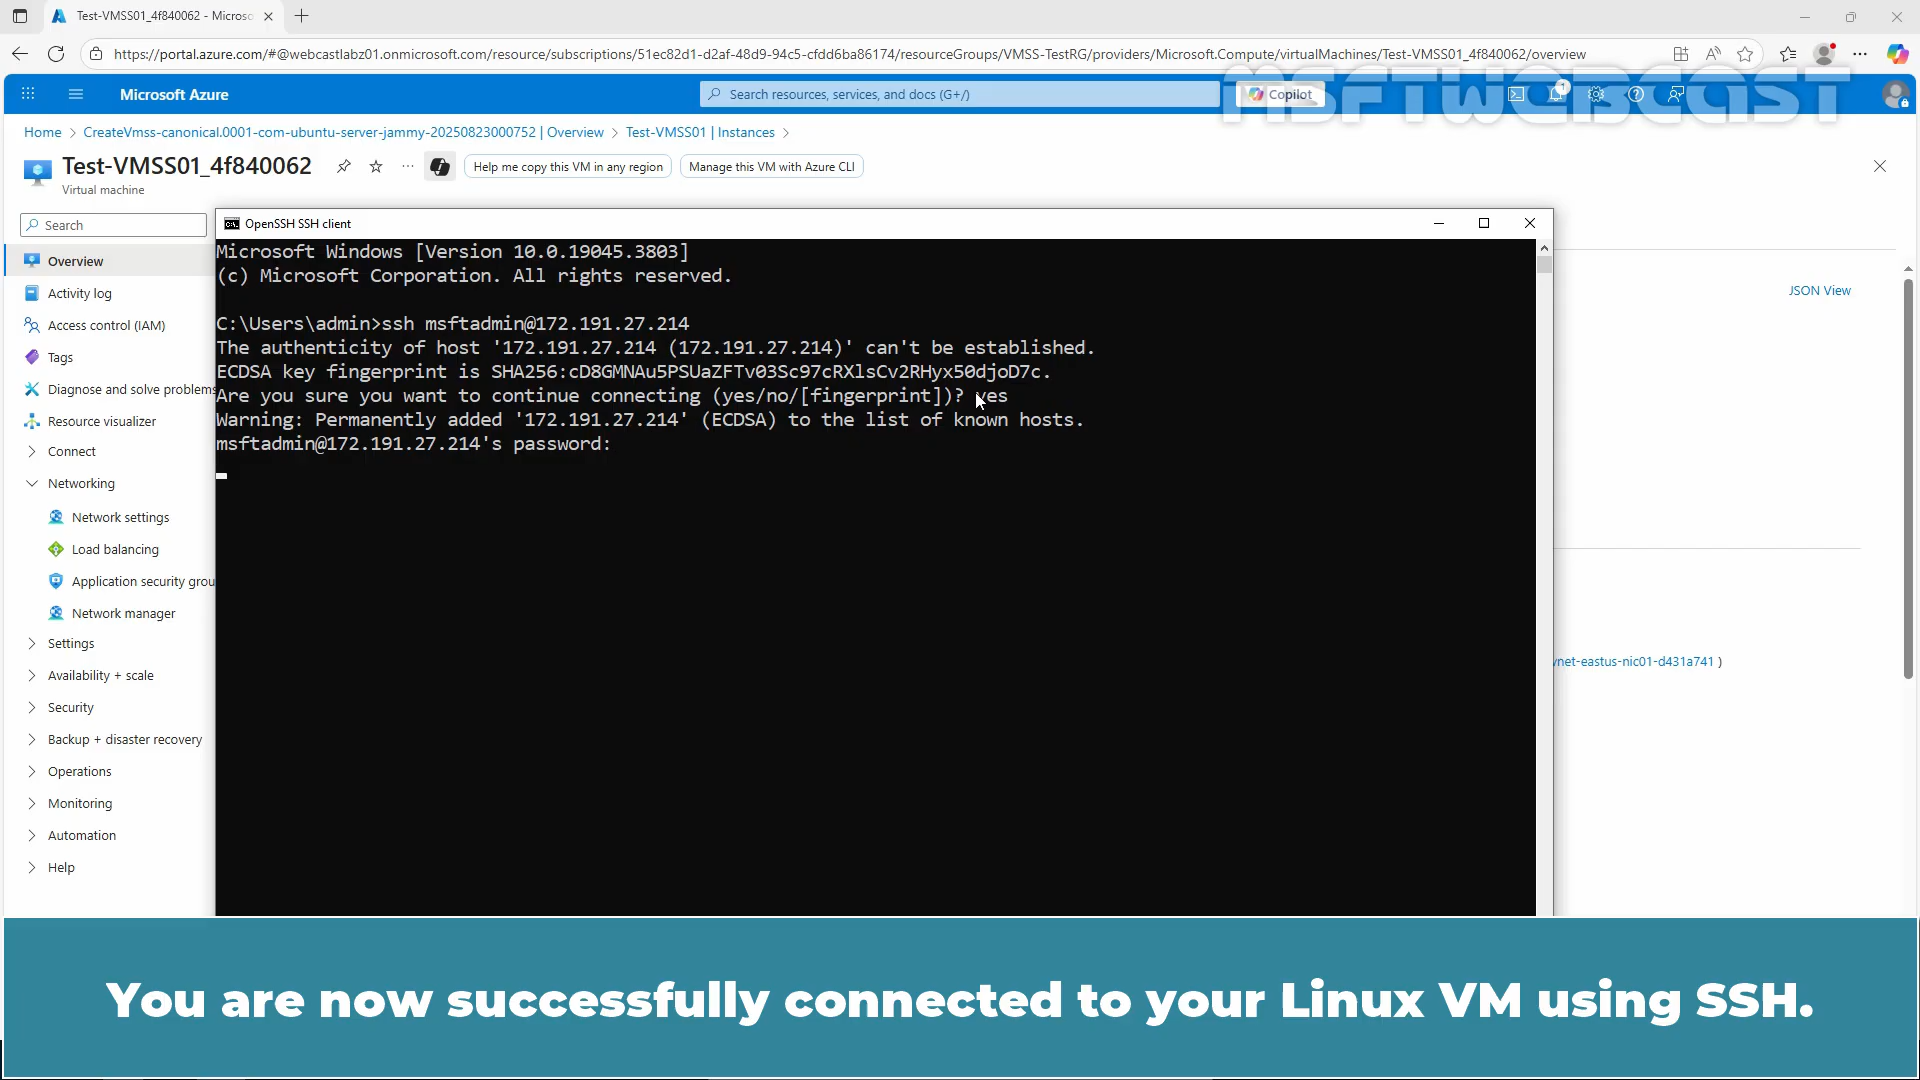 Test-VMSS01_4f840062 - Micros
https://portal.azure.com/#@webcastlabz01.onmicrosoft.com/resource/subscriptions/51ec82d1-d2af-48d9-94c5-cfdd6ba86174/resourceGroups/VMSS-TestRG/providers/Microsoft.Compute/virtualMachines/Test-VMSS01_4f840062/overview
Microsoft Azure
Search resources, services, and docs (G+/)
Copilot
1
MSFTWEBCAST
Home > CreateVmss-canonical.0001-com-ubuntu-server-jammy-20250823000752 | Overview > Test-VMSS01 | Instances >
Test-VMSS01_4f840062
Help me copy this VM in any region
Manage this VM with Azure CLI
Virtual machine
Search
Overview
Activity log
Access control (IAM)
Tags
Diagnose and solve problems
Resource visualizer
Connect
Networking
Network settings
Load balancing
Application security grou
Network manager
Settings
Availability + scale
Security
Backup + disaster recovery
Operations
Monitoring
Automation
Help
OpenSSH SSH client
Microsoft Windows [Version 10.0.19045.3803]
(c) Microsoft Corporation. All rights reserved.
C:\Users\admin>ssh msftadmin@172.191.27.214
The authenticity of host '172.191.27.214 (172.191.27.214)' can't be established.
ECDSA key fingerprint is SHA256:cD8GMNAu5PSUaZFTv03Sc97cRXlsCv2RHyx50djoD7c.
Are you sure you want to continue connecting (yes/no/[fingerprint])? yes
Warning: Permanently added '172.191.27.214' (ECDSA) to the list of known hosts.
msftadmin@172.191.27.214's password:
JSON View
vnet-eastus-nic01-d431a741 )
You are now successfully connected to your Linux VM using SSH.